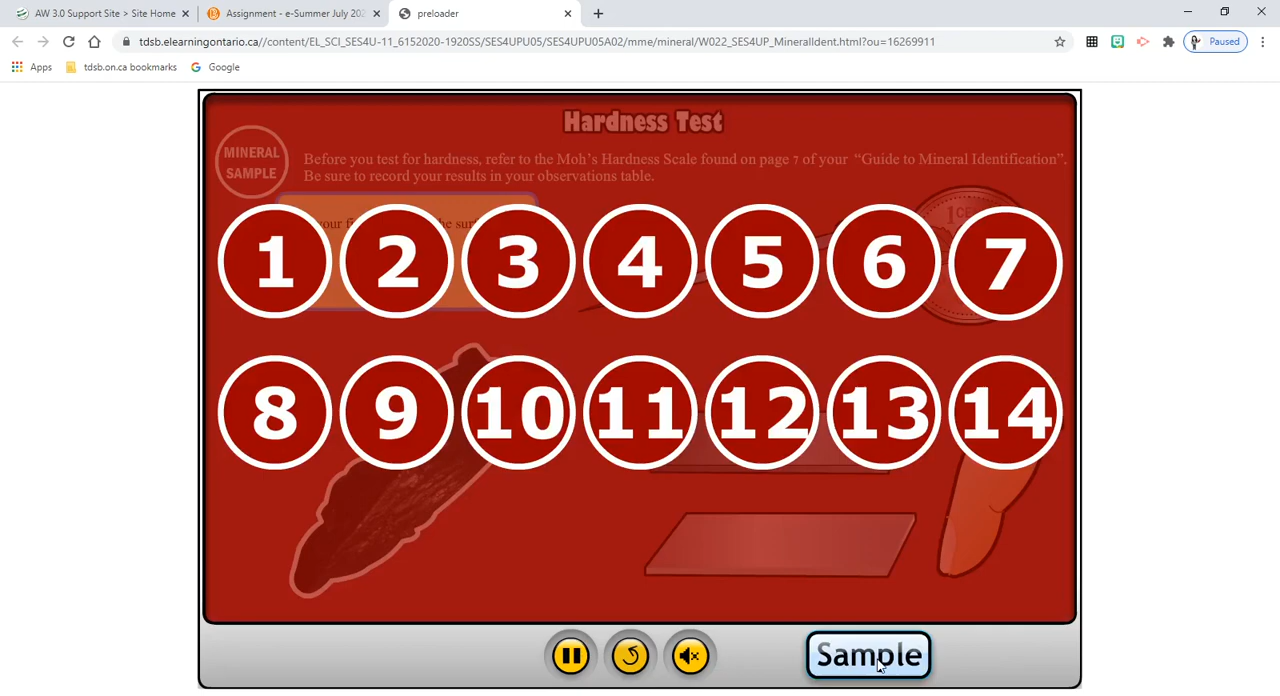 AW 3.0 Support Site > Site Home
Assignment - e-Summer July 202
preloader
tdsb.elearningontario.ca//content/EL_SCI_SES4U-11_6152020-1920SS/SES4UPU05/SES4UPU05A02/mme/mineral/W022_SES4UP_MineralIdent.html?ou=16269911
Paused
Apps
tdsb.on.ca bookmarks
Google
Hardness Test
MINERAL
SAMPLE
Before you test for hardness, refer to the Moh's Hardness Scale found on page 7 of your "Guide to Mineral Identification".
Be sure to record your results in your observations table.
1 2 3 4 5 6 7
8 9 10 11 12 13 14
Sample